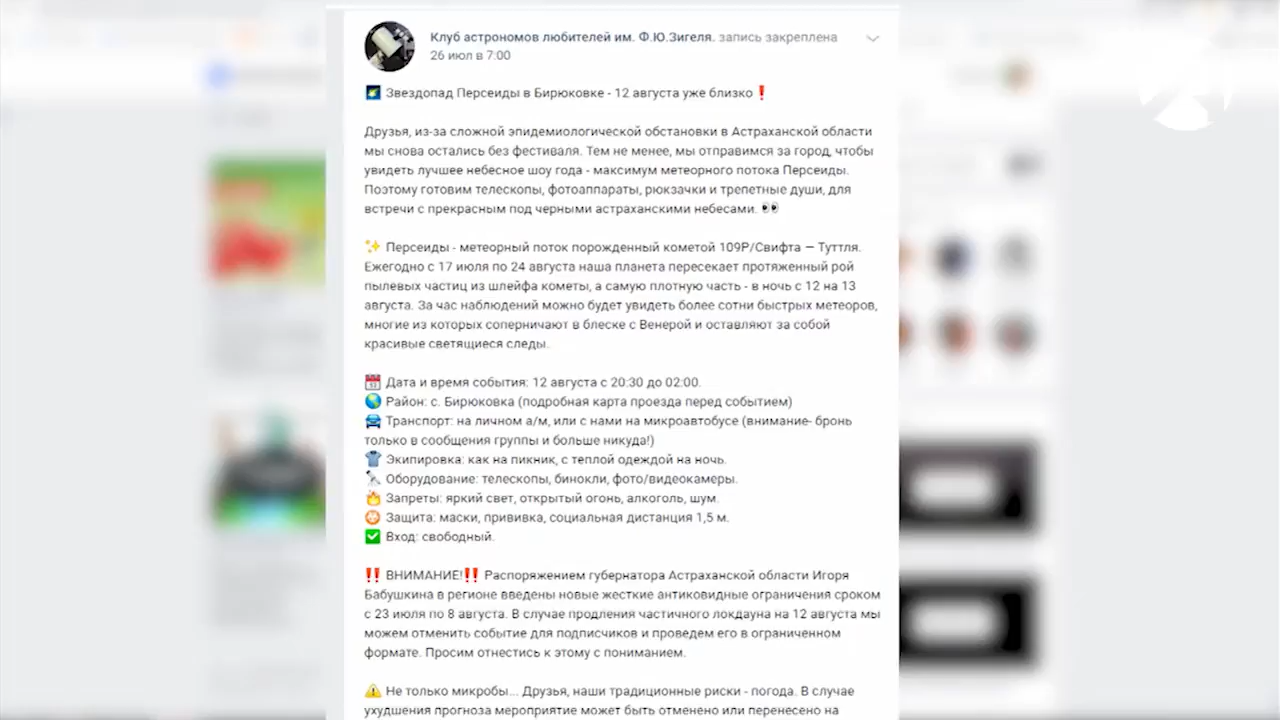 Клуб астрономов любителей им. Ф.Ю.Зигеля. запись закреплена
26 июл в 7:00
Звездопад Персеиды в Бирюковке - 12 августа уже близко❗
Друзья, из-за сложной эпидемиологической обстановки в Астраханской области
мы снова остались без фестиваля. Тем не менее, мы отправимся за город, чтобы
увидеть лучшее небесное шоу года - максимум метеорного потока Персеиды.
Поэтому готовим телескопы, фотоаппараты, рюкзачки и трепетные души, для
встречи с прекрасным под черными астраханскими небесами. 👀
✨ Персеиды - метеорный поток порожденный кометой 109P/Свифта — Туттля.
Ежегодно с 17 июля по 24 августа наша планета пересекает протяженный рой
пылевых частиц из шлейфа кометы, а самую плотную часть - в ночь с 12 на 13
августа. За час наблюдений можно будет увидеть более сотни быстрых метеоров,
многие из которых соперничают в блеске с Венерой и оставляют за собой
красивые светящиеся следы.
📅 Дата и время события: 12 августа с 20:30 до 02:00.
🌎 Район: с. Бирюковка (подробная карта проезда перед событием)
🚘 Транспорт: на личном а/м, или с нами на микроавтобусе (внимание- бронь
только в сообщения группы и больше никуда!)
👕 Экипировка: как на пикник, с теплой одеждой на ночь.
🔭 Оборудование: телескопы, бинокли, фото/видеокамеры.
🔥 Запреты: яркий свет, открытый огонь, алкоголь, шум.
Защита: маски, прививка, социальная дистанция 1,5 м.
✅ Вход: свободный.
‼ ВНИМАНИЕ!‼ Распоряжением губернатора Астраханской области Игоря
Бабушкина в регионе введены новые жесткие антиковидные ограничения сроком
с 23 июля по 8 августа. В случае продления частичного локдауна на 12 августа мы
можем отменить событие для подписчиков и проведем его в ограниченном
формате. Просим отнестись к этому с пониманием.
⚠ Не только микробы... Друзья, наши традиционные риски - погода. В случае
ухудшения прогноза мероприятие может быть отменено или перенесено на